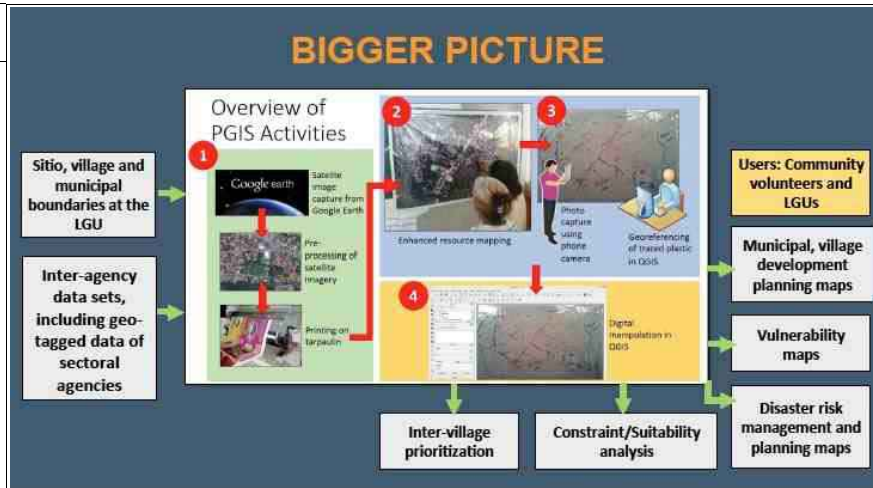 BIGGER PICTURE
Overview of
PGIS Activities
1
Google earth
Satellite
image
capture from
Google Earth
Pre-
processing of
satellite
imagery
Printing on
tarpaulin
2
Enhanced resource mapping
3
Photo
capture
using
phone
camera
Georeferencing
of traced plastic
in QGIS
4
Digital
manipulation in
QGIS
Sitio, village and
municipal
boundaries at the
LGU
Inter-agency
data sets,
including geo-
tagged data of
sectoral
agencies
Users: Community
volunteers and
LGUs
Municipal, village
development
planning maps
Vulnerability
maps
Disaster risk
management and
planning maps
Inter-village
prioritization
Constraint/Suitability
analysis